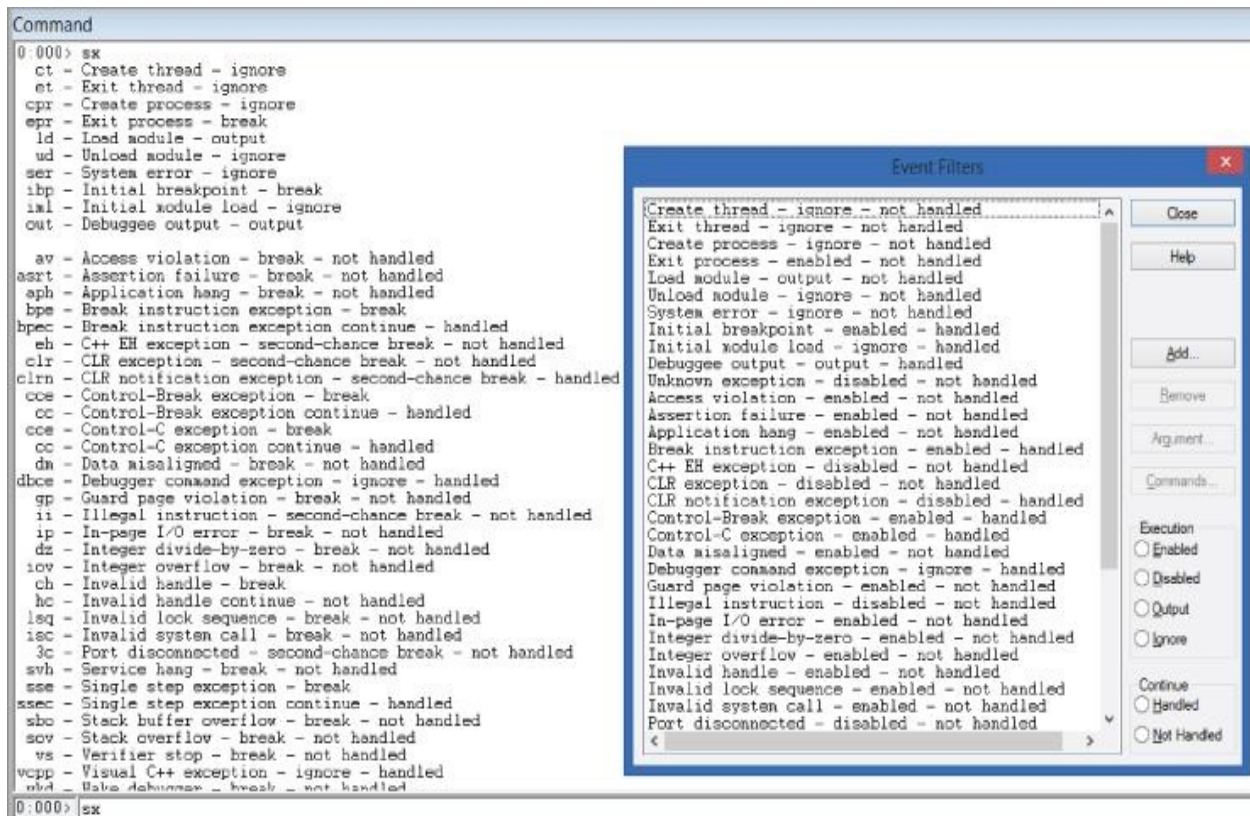 Command
0:000> sx
ct - Create thread - ignore
et - Exit thread - ignore
cpr - Create process - ignore
epr - Exit process - break
ld - Load module - output
ud - Unload module - ignore
ser - System error - ignore
ibp - Initial breakpoint - break
iml - Initial module load - ignore
out - Debuggee output - output
av - Access violation - break - not handled
asrt - Assertion failure - break - not handled
aph - Application hang - break - not handled
bpe - Break instruction exception - break
bpec - Break instruction exception continue - handled
eh - C++ EH exception - second-chance break - not handled
clr - CLR exception - second-chance break - not handled
clrn - CLR notification exception - second-chance break - handled
cce - Control-Break exception - break
cc - Control-Break exception continue - handled
cce - Control-C exception - break
cc - Control-C exception continue - handled
dm - Data misaligned - break - not handled
dbce - Debugger command exception - ignore - handled
gp - Guard page violation - break - not handled
ii - Illegal instruction - second-chance break - not handled
ip - In-page I/O error - break - not handled
dz - Integer divide-by-zero - break - not handled
iov - Integer overflow - break - not handled
ch - Invalid handle - break
hc - Invalid handle continue - not handled
lsq - Invalid lock sequence - break - not handled
isc - Invalid system call - break - not handled
3c - Port disconnected - second-chance break - not handled
svh - Service hang - break - not handled
sse - Single step exception - break
ssec - Single step exception continue - handled
sbo - Stack buffer overflow - break - not handled
sov - Stack overflow - break - not handled
vs - Verifier stop - break - not handled
vcpp - Visual C++ exception - ignore - handled
wkd - Wake debugger - break - not handled
0:000> sx
Event Filters
Create thread - ignore - not handled
Exit thread - ignore - not handled
Create process - ignore - not handled
Exit process - enabled - not handled
Load module - output - not handled
Unload module - ignore - not handled
System error - ignore - not handled
Initial breakpoint - enabled - handled
Initial module load - ignore - handled
Debuggee output - output - handled
Unknown exception - disabled - not handled
Access violation - enabled - not handled
Assertion failure - enabled - not handled
Application hang - enabled - not handled
Break instruction exception - enabled - handled
C++ EH exception - disabled - not handled
CLR exception - disabled - not handled
CLR notification exception - disabled - handled
Control-Break exception - enabled - handled
Control-C exception - enabled - handled
Data misaligned - enabled - not handled
Debugger command exception - ignore - handled
Guard page violation - enabled - not handled
Illegal instruction - disabled - not handled
In-page I/O error - enabled - not handled
Integer divide-by-zero - enabled - not handled
Integer overflow - enabled - not handled
Invalid handle - enabled - not handled
Invalid lock sequence - enabled - not handled
Invalid system call - enabled - not handled
Port disconnected - disabled - not handled
Close
Help
Add...
Remove
Argument...
Commands...
Execution
Enabled
Disabled
Output
Ignore
Continue
Handled
Not Handled